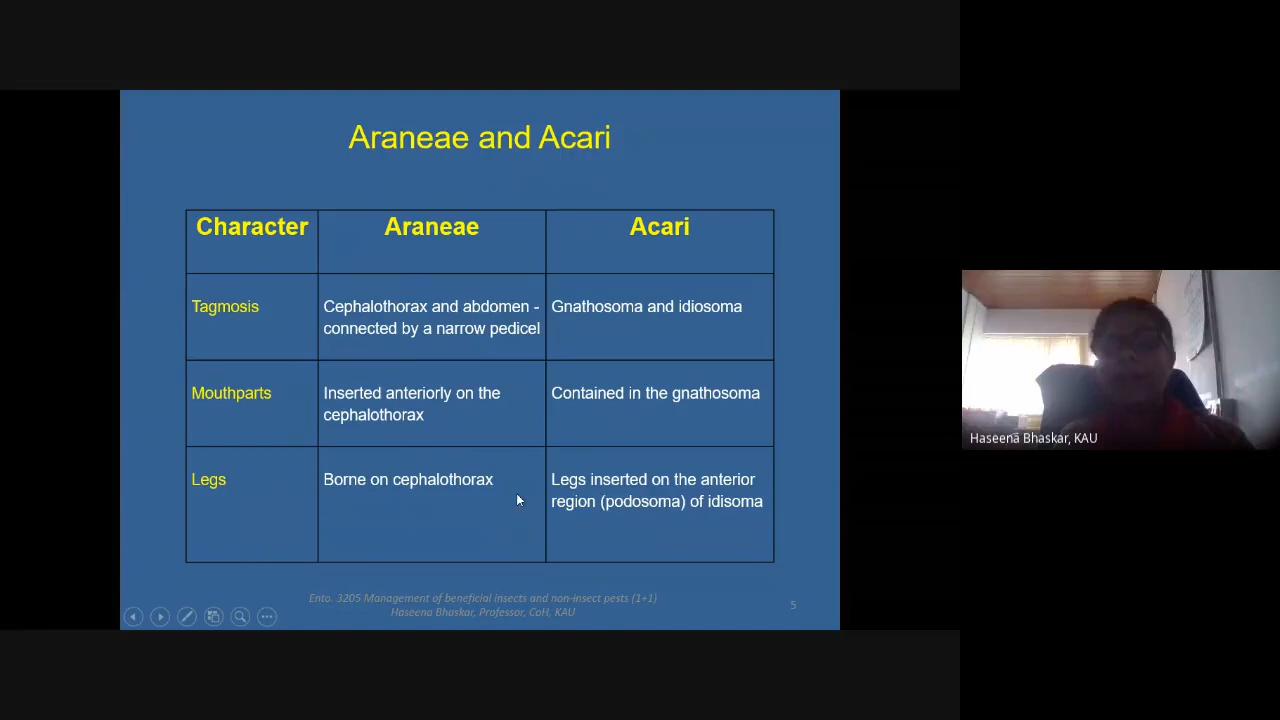 Araneae and Acari
Character
Araneae
Acari
Tagmosis
Cephalothorax and abdomen -
connected by a narrow pedicel
Gnathosoma and idiosoma
Mouthparts
Inserted anteriorly on the
cephalothorax
Contained in the gnathosoma
Legs
Borne on cephalothorax
Legs inserted on the anterior
region (podosoma) of idisoma
Ento. 3205 Management of beneficial insects and non-insect pests (1+1)
Haseena Bhaskar, Professor, CoH, KAU
5
Haseena Bhaskar, KAU